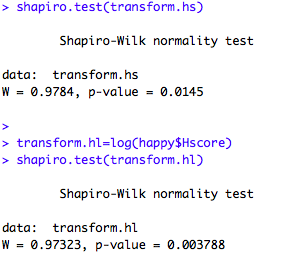 > shapiro.test(transform.hs)
Shapiro-Wilk normality test
data:  transform.hs
W = 0.9784, p-value = 0.0145
>
> transform.hl=log(happy$Hscore)
> shapiro.test(transform.hl)
Shapiro-Wilk normality test
data:  transform.hl
W = 0.97323, p-value = 0.003788